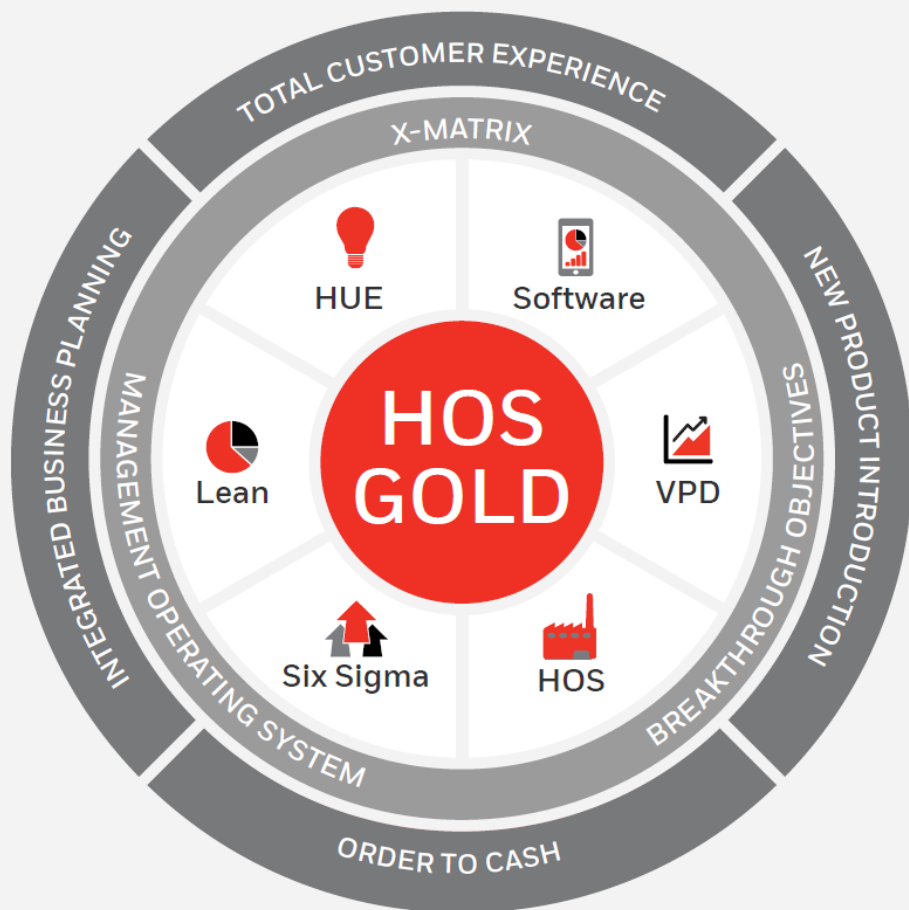 TOTAL CUSTOMER EXPERIENCE
X-MATRIX
HUE
Software
INTEGRATED BUSINESS PLANNING
MANAGEMENT OPERATING SYSTEM
Lean
HOS
GOLD
VPD
BREAKTHROUGH OBJECTIVES
NEW PRODUCT INTRODUCTION
Six Sigma
HOS
ORDER TO CASH